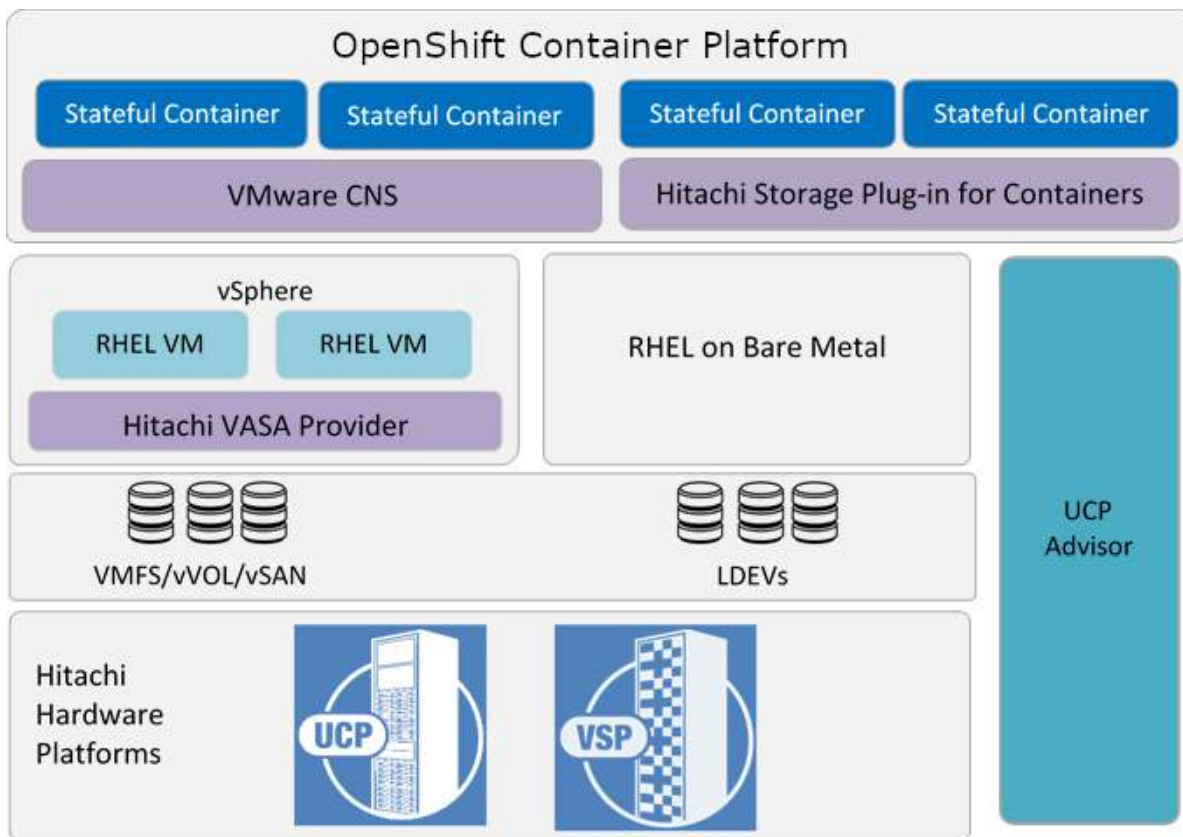 OpenShift Container Platform
Stateful Container
Stateful Container
Stateful Container
Stateful Container
VMware CNS
Hitachi Storage Plug-in for Containers
vSphere
RHEL VM
RHEL VM
Hitachi VASA Provider
RHEL on Bare Metal
UCP
Advisor
VMFS/vVOL/vSAN
LDEVs
Hitachi
Hardware
Platforms
UCP
VSP